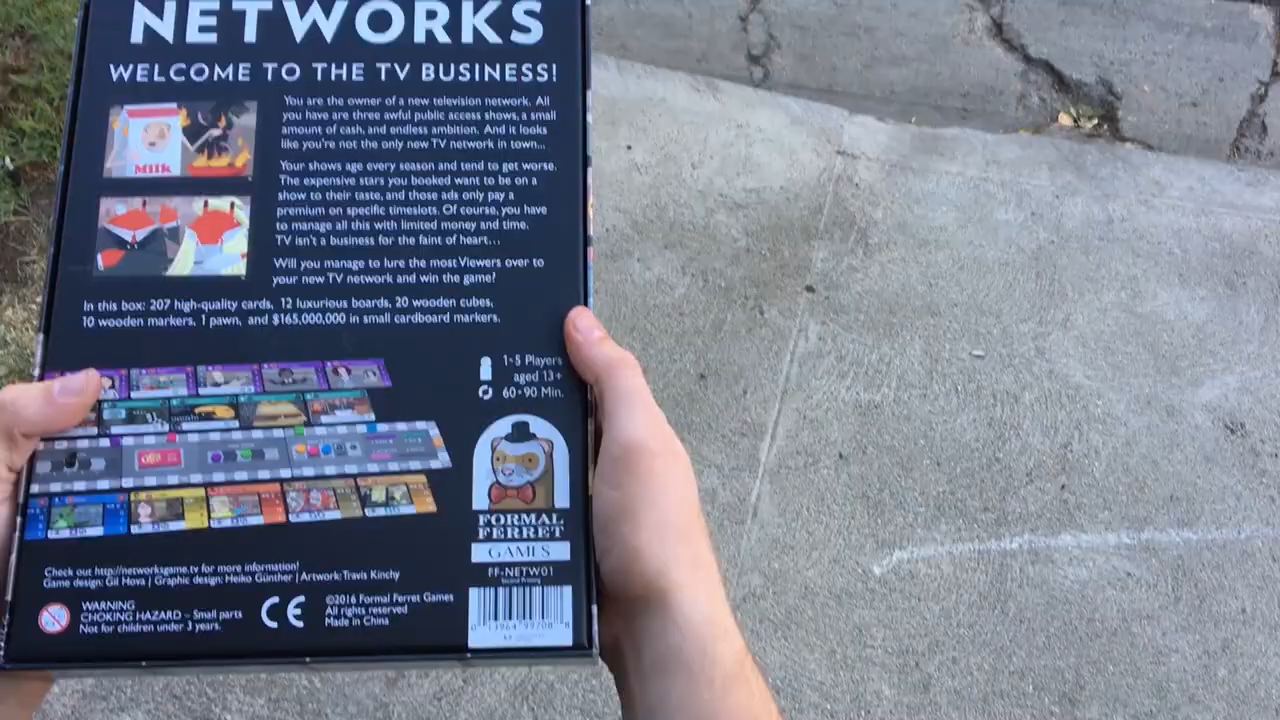 NETWORKS
WELCOME TO THE TV BUSINESS!
You are the owner of a new television network. All
you have are three awful public access shows, a small
amount of cash, and endless ambition. And it looks
like you're not the only new TV network in town...
MILK
Your shows age every season and tend to get worse.
The expensive stars you booked want to be on a
show to their taste, and those ads only pay a
premium on specific timeslots. Of course, you have
to manage all this with limited money and time.
TV isn't a business for the faint of heart...
Will you manage to lure the most Viewers over to
your new TV network and win the game?
In this box: 207 high-quality cards, 12 luxurious boards, 20 wooden cubes,
10 wooden markers, 1 pawn, and $165,000,000 in small cardboard markers.
1-5 Players
aged 13+
60-90 Min.
FORMAL
FERRET
GAMES
FF-NETW01
Second Printing
Check out http://networksgame.tv for more information!
Game design: Gil Hova | Graphic design: Heiko Günther | Artwork: Travis Kinchy
WARNING
CHOKING HAZARD – Small parts
Not for children under 3 years.
CE
©2016 Formal Ferret Games
All rights reserved
Made in China